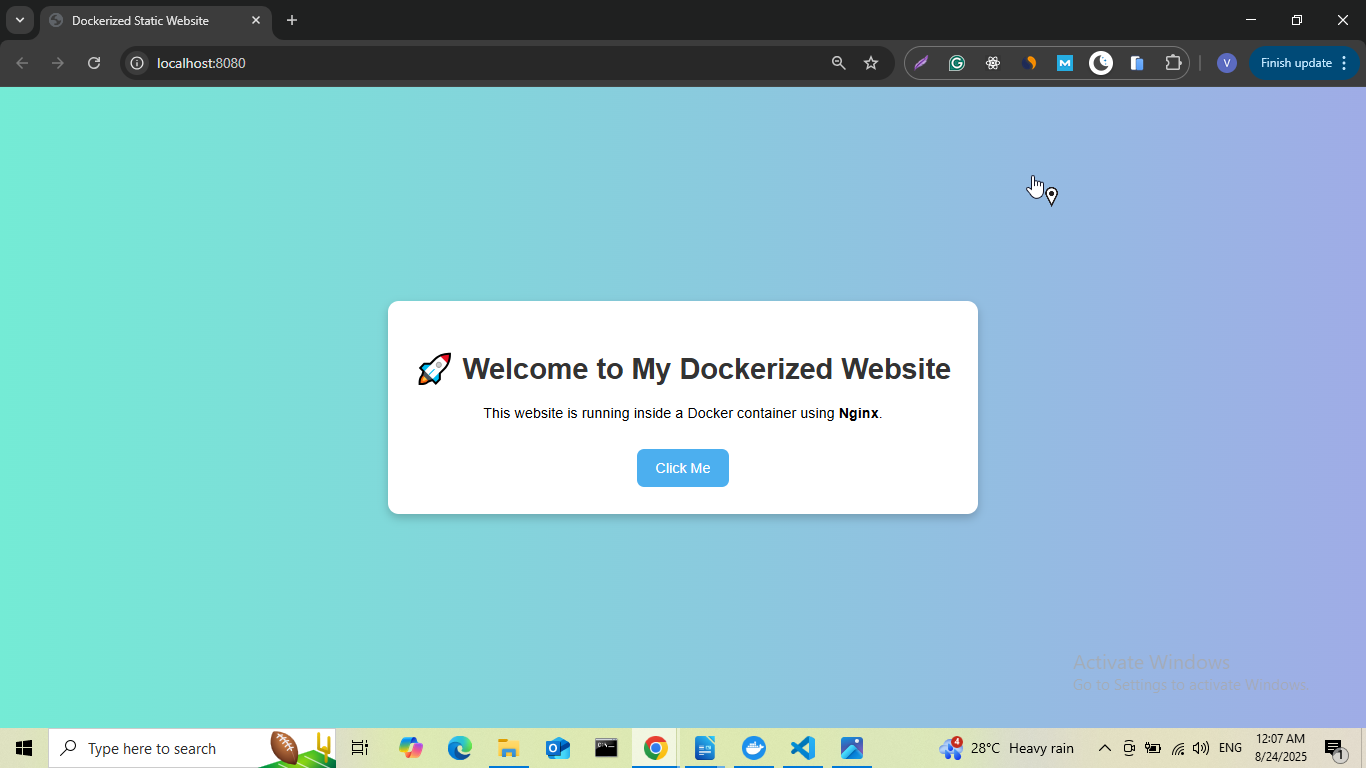 Dockerized Static Website
localhost:8080
V
Finish update
🚀 Welcome to My Dockerized Website
This website is running inside a Docker container using Nginx.
Click Me
Activate Windows
Go to Settings to activate Windows.
Type here to search
4
28°C Heavy rain
ENG
12:07 AM
8/24/2025
1